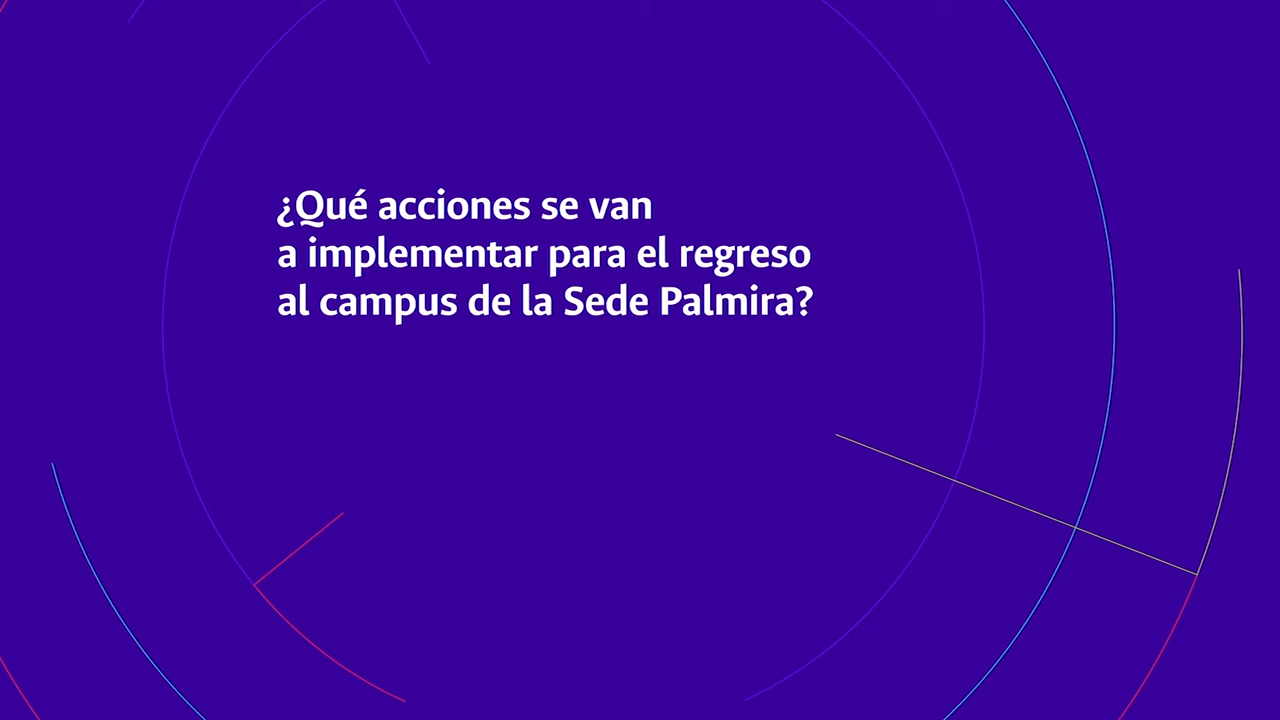 ¿Qué acciones se van
a implementar para el regreso
al campus de la Sede Palmira?